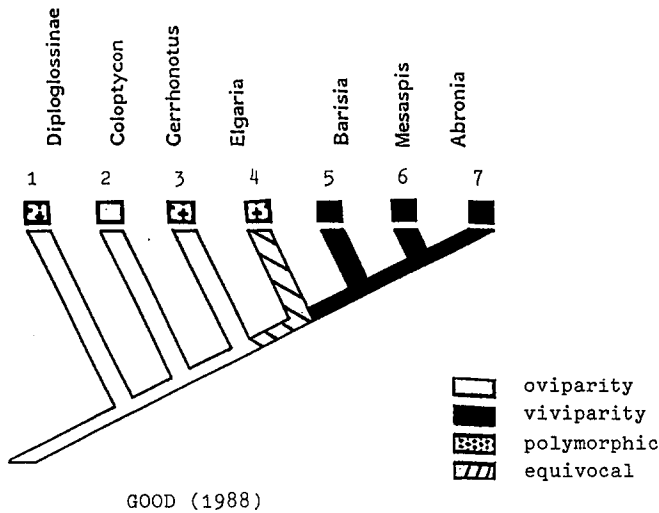 Diploglossinae
Coloptycon
Gerrhonotus
Elgaria
Barisia
Mesaspis
Abronia
1 2 3 4 5 6 7
oviparity
viviparity
polymorphic
equivocal
GOOD (1988)